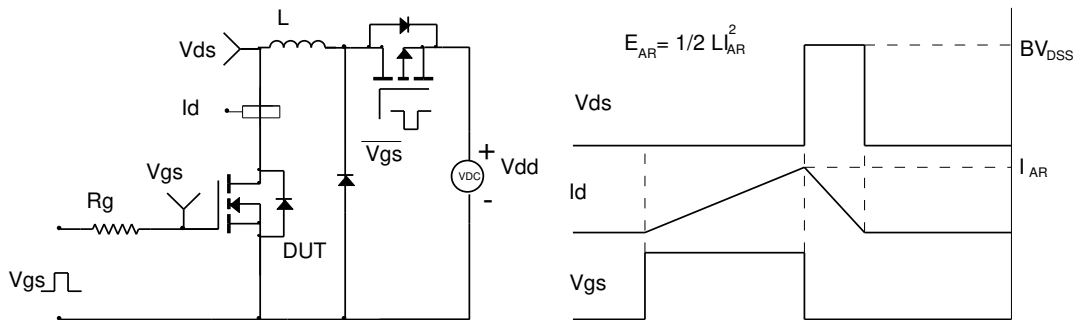 L
Vds
Id
Vgs
Vgs
Rg
DUT
Vgs
VDC
+
Vdd
-
E_AR = 1/2 LI_AR^2
Vds
BV_DSS
Id
I_AR
Vgs